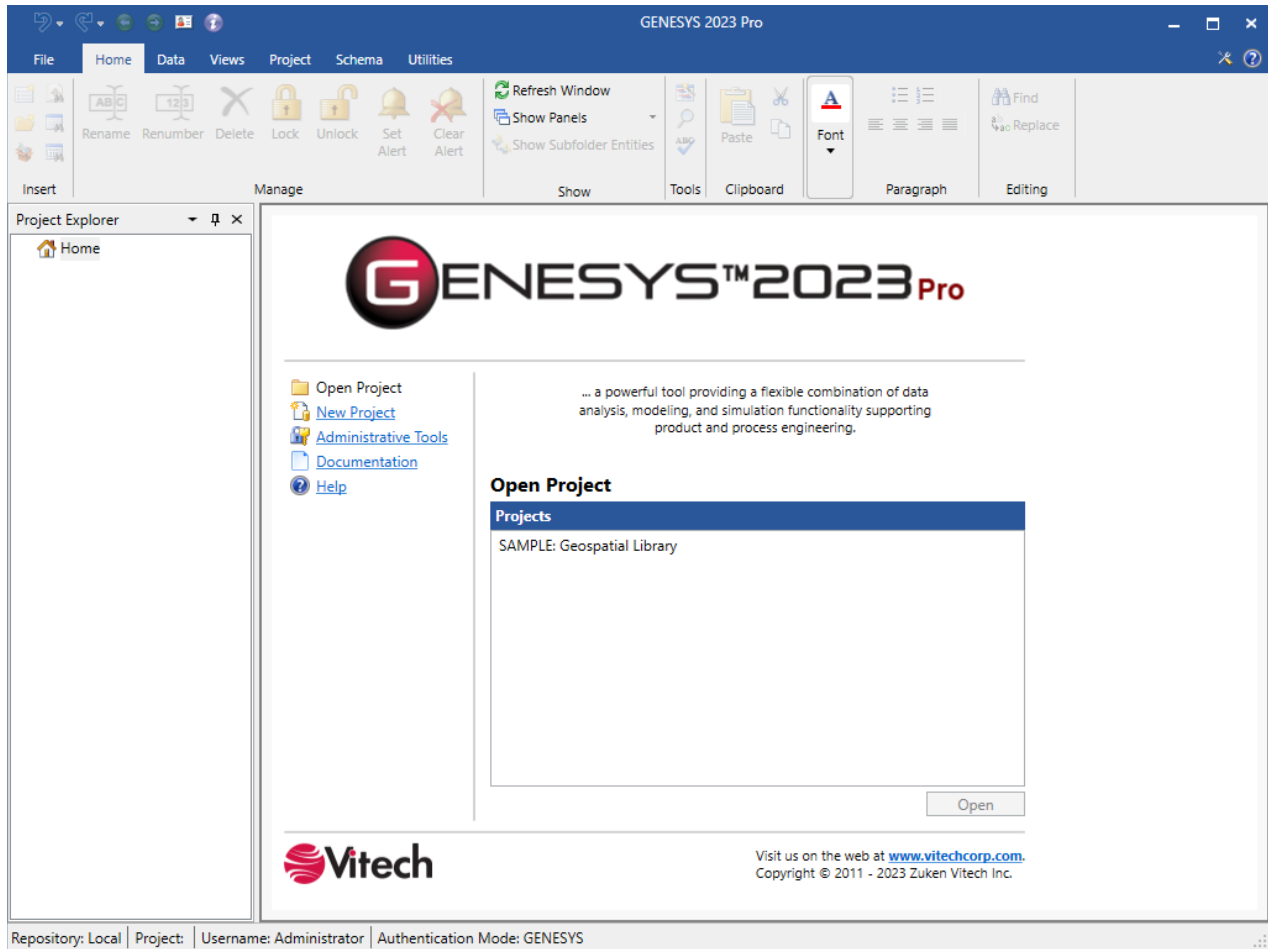 GENESYS 2023 Pro
File Home Data Views Project Schema Utilities
Refresh Window
Show Panels
Show Subfolder Entities
ABC
Rename
123
Renumber
Delete
Lock
Unlock
Set
Alert
Clear
Alert
ABC
Paste
A
Font
Find
Replace
Insert Manage Show Tools Clipboard Paragraph Editing
Project Explorer
Home
GENESYS™2023 Pro
Open Project
New Project
Administrative Tools
Documentation
Help
... a powerful tool providing a flexible combination of data
analysis, modeling, and simulation functionality supporting
product and process engineering.
Open Project
Projects
SAMPLE: Geospatial Library
Open
Vitech
Visit us on the web at www.vitechcorp.com.
Copyright © 2011 - 2023 Zuken Vitech Inc.
Repository: Local Project: Username: Administrator Authentication Mode: GENESYS